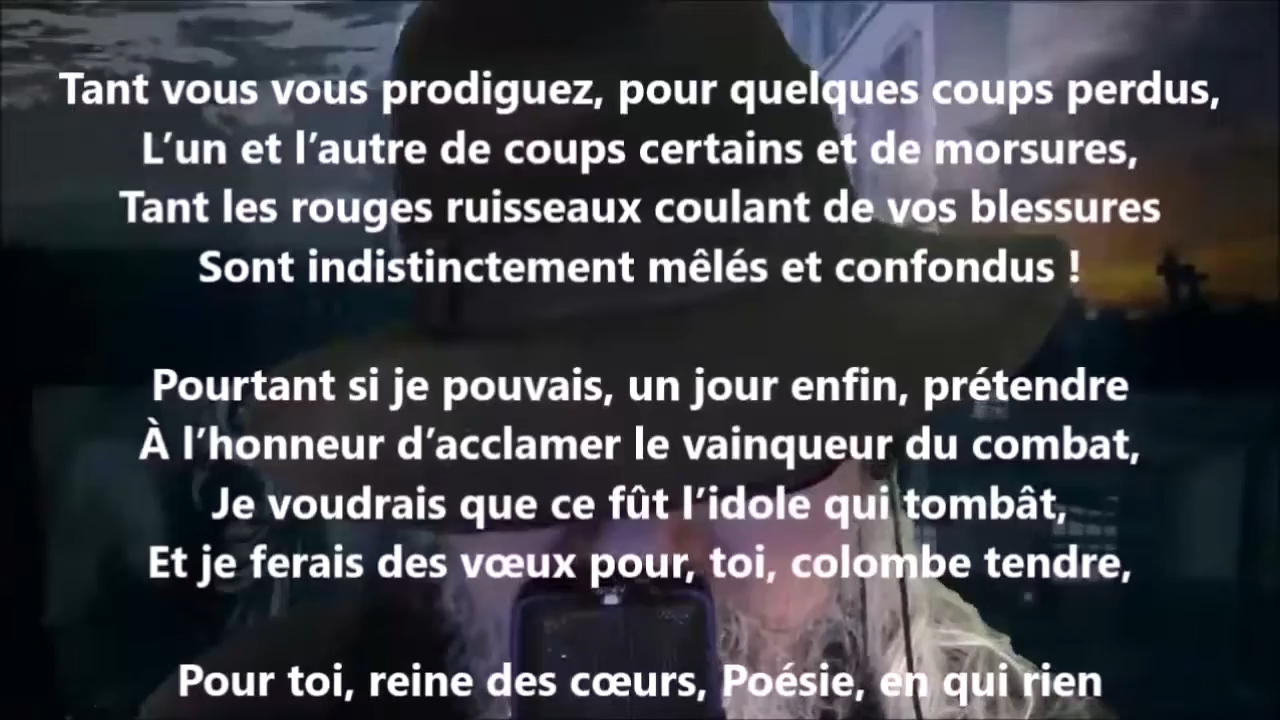 Tant vous vous prodiguez, pour quelques coups perdus,
L’un et l’autre de coups certains et de morsures,
Tant les rouges ruisseaux coulant de vos blessures
Sont indistinctement mêlés et confondus !
Pourtant si je pouvais, un jour enfin, prétendre
À l’honneur d’acclamer le vainqueur du combat,
Je voudrais que ce fût l’idole qui tombât,
Et je ferais des vœux pour, toi, colombe tendre,
Pour toi, reine des cœurs, Poésie, en qui rien